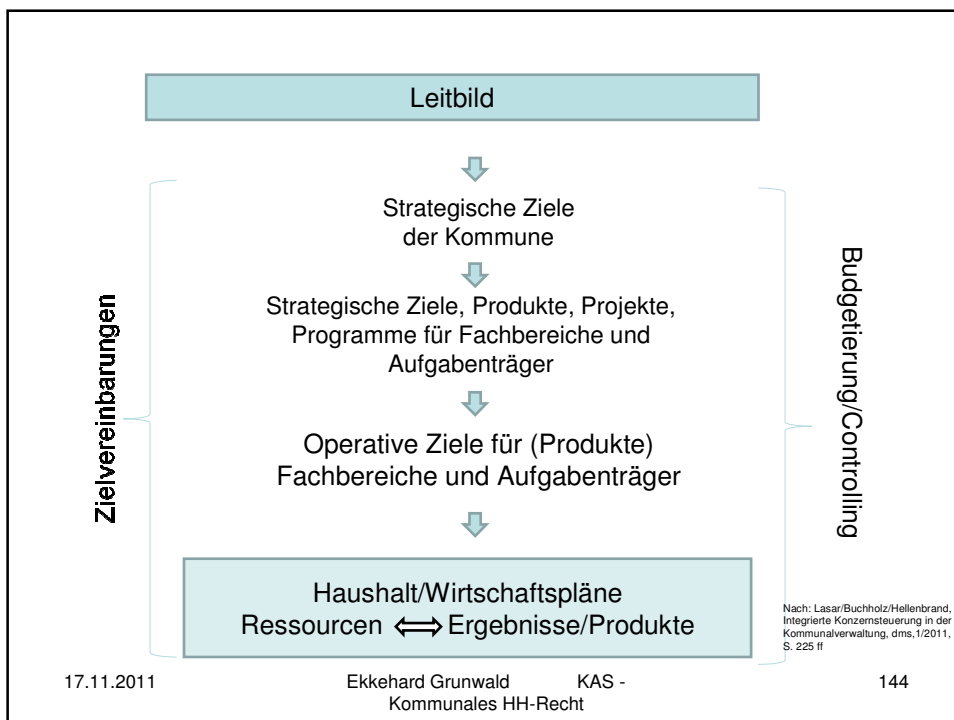 Leitbild
Strategische Ziele
der Kommune
Strategische Ziele, Produkte, Projekte,
Programme für Fachbereiche und
Aufgabenträger
Operative Ziele für (Produkte)
Fachbereiche und Aufgabenträger
Haushalt/Wirtschaftspläne
Ressourcen ⟺ Ergebnisse/Produkte
Zielvereinbarungen
Budgetierung/Controlling
Nach: Lasar/Buchholz/Hellenbrand,
Integrierte Konzernsteuerung in der
Kommunalverwaltung, dms,1/2011,
S. 225 ff
17.11.2011
Ekkehard Grunwald KAS -
Kommunales HH-Recht
144